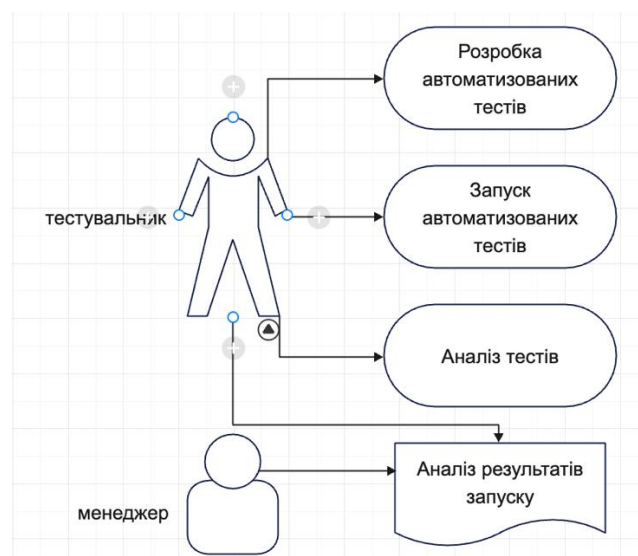 Розробка
автоматизованих
тестів
тестувальник
Запуск
автоматизованих
тестів
Аналіз тестів
Аналіз результатів
запуску
менеджер